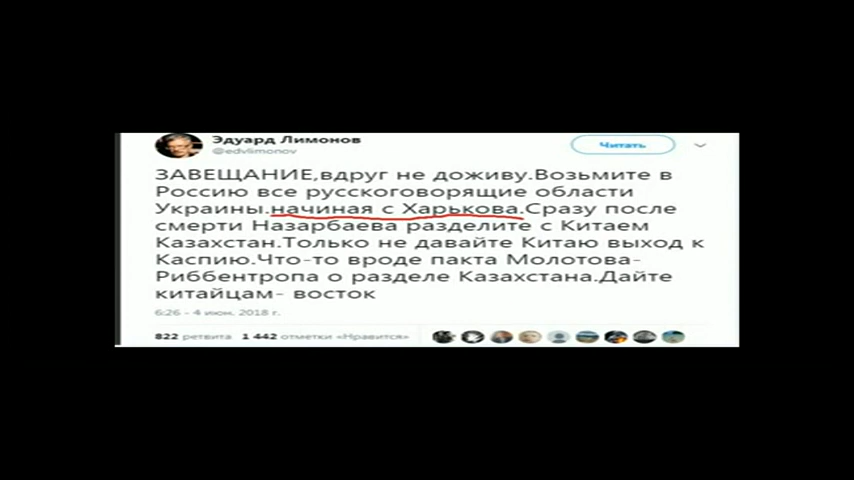 Эдуард Лимонов
@edvlimonov
Читать
ЗАВЕЩАНИЕ,вдруг не доживу.Возьмите в
Россию все русскоговорящие области
Украины.начиная с Харькова.Сразу после
смерти Назарбаева разделите с Китаем
Казахстан.Только не давайте Китаю выход к
Каспию.Что-то вроде пакта Молотова-
Риббентропа о разделе Казахстана.Дайте
китайцам- восток
6:26 - 4 июн. 2018 г.
822 ретвита 1 442 отметки «Нравится»